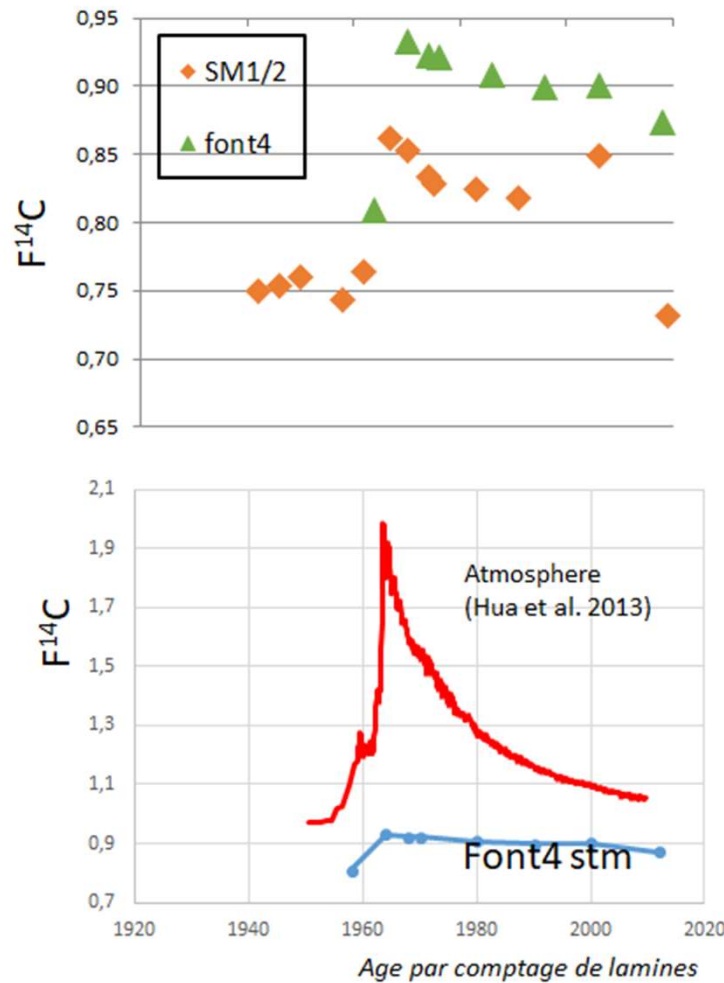 0,95
0,90
0,85
0,80
0,75
0,70
0,65
F¹⁴C
SM1/2
font4
2,1
1,9
1,7
1,5
1,3
1,1
0,9
0,7
F¹⁴C
Atmosphere
(Hua et al. 2013)
Font4 stm
1920 1940 1960 1980 2000 2020
Age par comptage de lamines